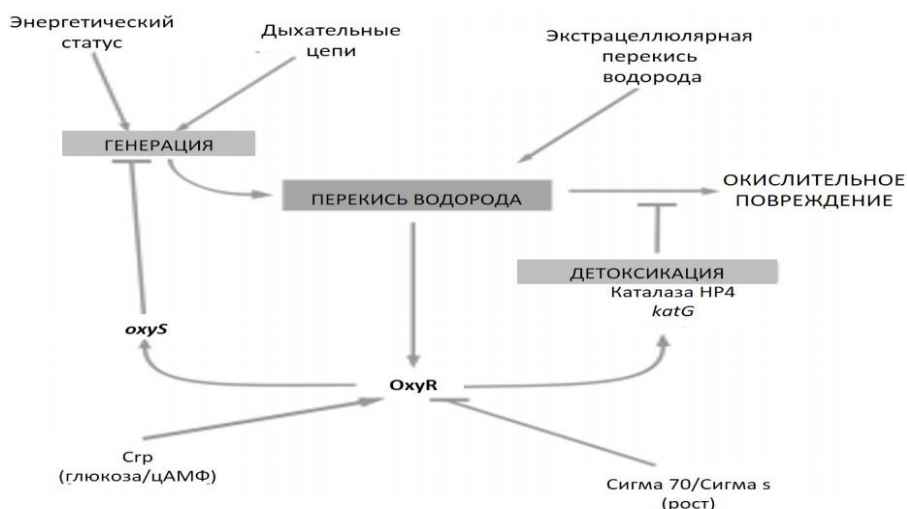 Энергетический
статус
Дыхательные
цепи
Экстрацеллюлярная
перекись
водорода
ГЕНЕРАЦИЯ
ПЕРЕКИСЬ ВОДОРОДА
ОКИСЛИТЕЛЬНОЕ
ПОВРЕЖДЕНИЕ
ДЕТОКСИКАЦИЯ
Каталаза HP4
katG
oxyS
OxyR
Crp
(глюкоза/цАМФ)
Сигма 70/Сигма s
(рост)